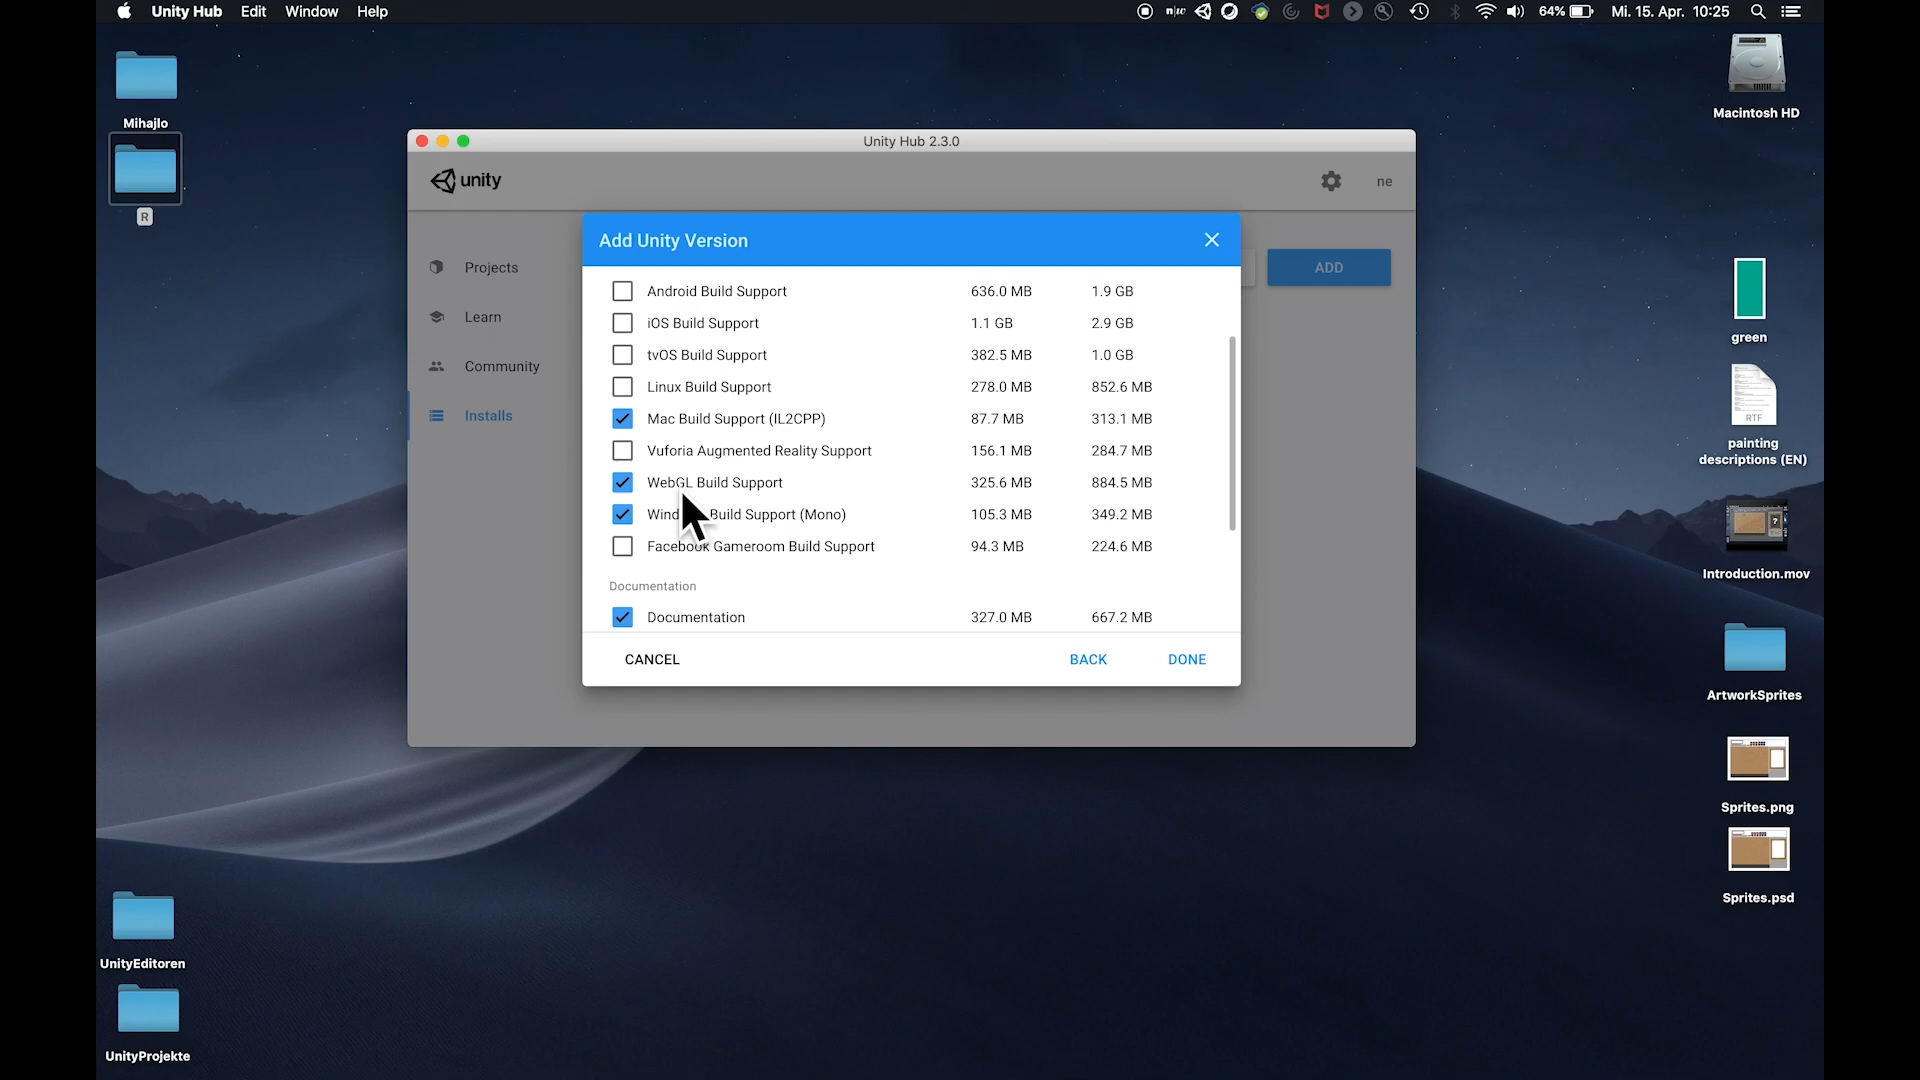 Unity Hub Edit Window Help
n|w
64% Mi. 15. Apr. 10:25
Mihajlo
R
UnityEditoren
UnityProjekte
Unity Hub 2.3.0
unity
ne
Projects
Learn
Community
Installs
ADD
Add Unity Version
Android Build Support 636.0 MB 1.9 GB
iOS Build Support 1.1 GB 2.9 GB
tvOS Build Support 382.5 MB 1.0 GB
Linux Build Support 278.0 MB 852.6 MB
Mac Build Support (IL2CPP) 87.7 MB 313.1 MB
Vuforia Augmented Reality Support 156.1 MB 284.7 MB
WebGL Build Support 325.6 MB 884.5 MB
Wind Build Support (Mono) 105.3 MB 349.2 MB
Facebook Gameroom Build Support 94.3 MB 224.6 MB
Documentation
Documentation 327.0 MB 667.2 MB
CANCEL BACK DONE
Macintosh HD
green
RTF
painting
descriptions (EN)
Introduction.mov
ArtworkSprites
Sprites.png
Sprites.psd